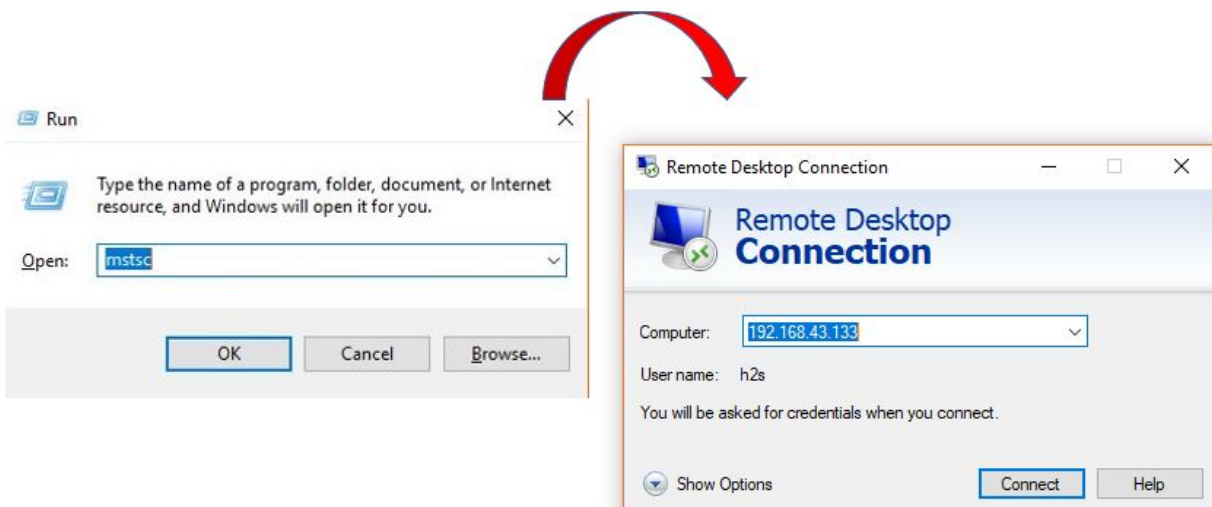 Run
Type the name of a program, folder, document, or Internet
resource, and Windows will open it for you.
Open: mstsc
OK Cancel Browse...
Remote Desktop Connection
Remote Desktop
Connection
Computer: 192.168.43.133
User name: h2s
You will be asked for credentials when you connect.
Show Options Connect Help